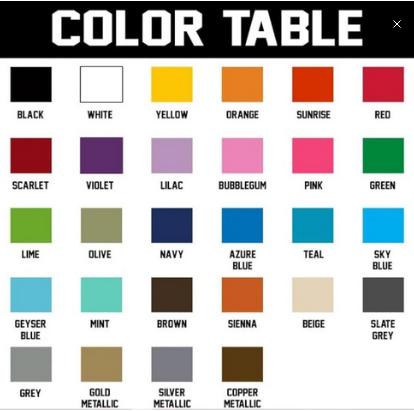 COLOR TABLE
BLACK WHITE YELLOW ORANGE SUNRISE RED
SCARLET VIOLET LILAC BUBBLEGUM PINK GREEN
LIME OLIVE NAVY AZURE BLUE TEAL SKY BLUE
GEYSER BLUE MINT BROWN SIENNA BEIGE SLATE GREY
GREY GOLD METALLIC SILVER METALLIC COPPER METALLIC